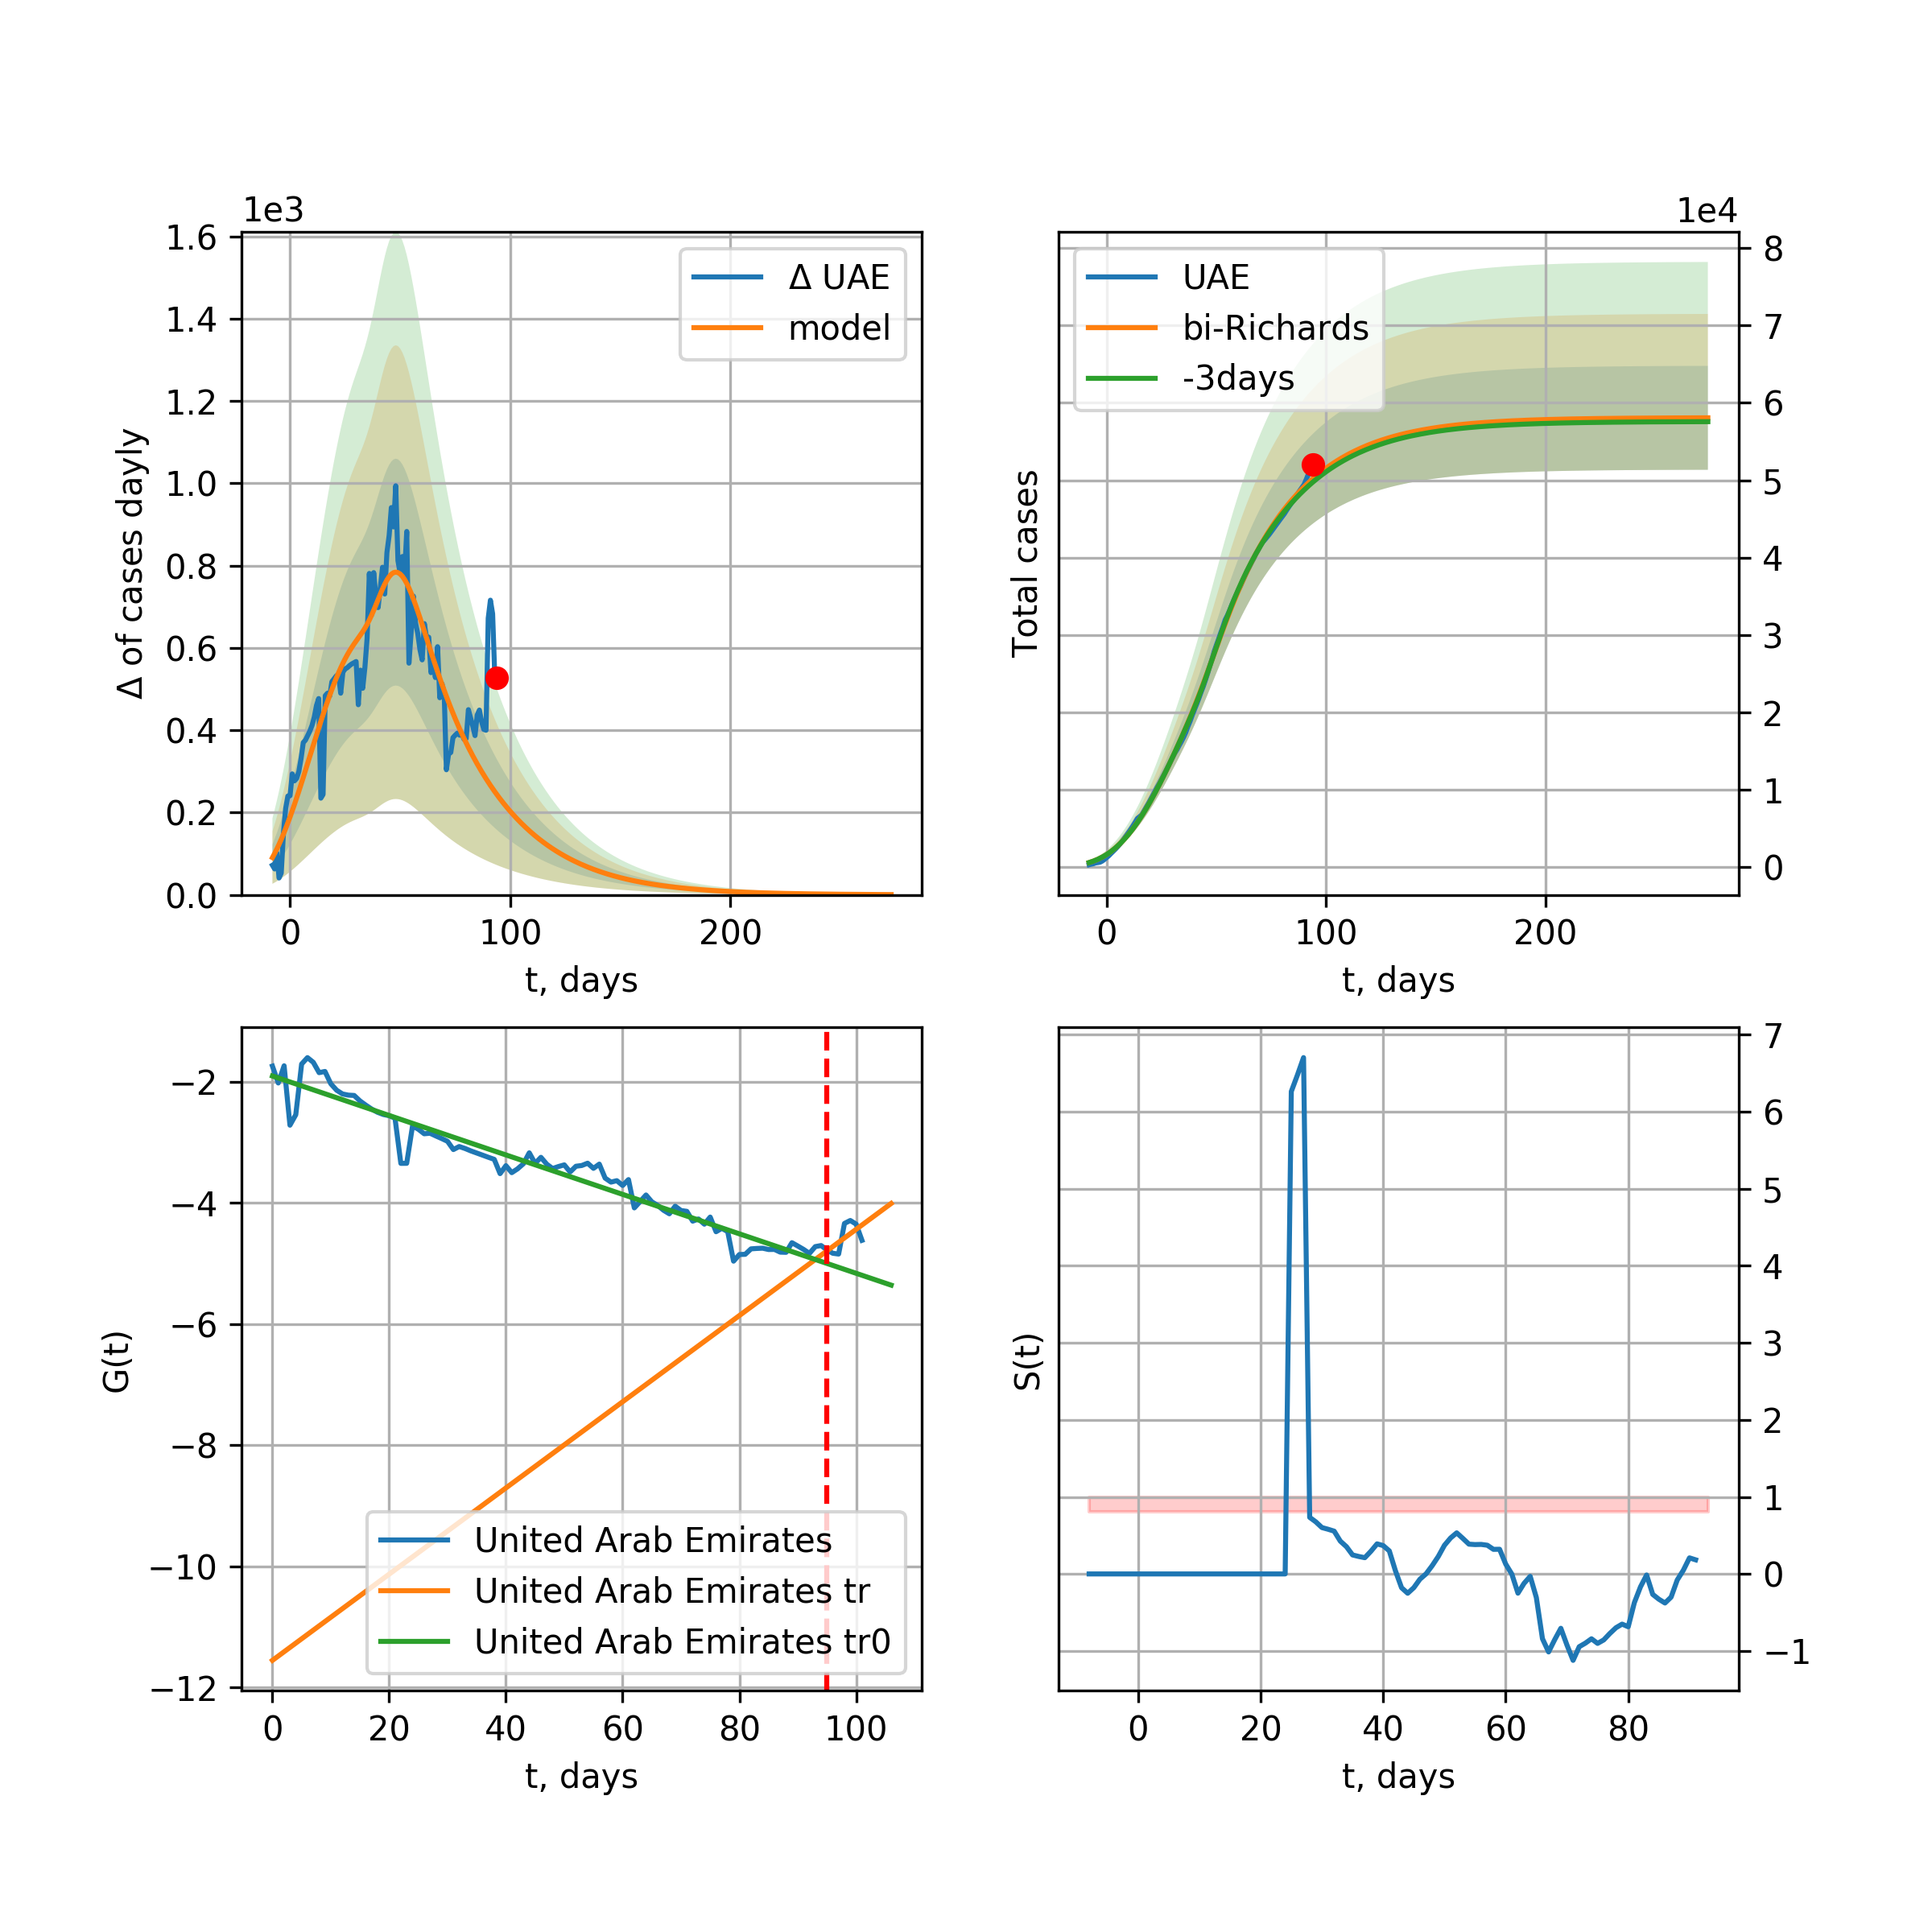 1e3
1.6
1.4
1.2
1.0
0.8
0.6
0.4
0.2
0.0
Δ of cases dayly
Δ UAE
model
0 100 200
t, days
1e4
8
7
6
5
4
3
2
1
0
Total cases
UAE
bi-Richards
-3days
0 100 200
t, days
−2
−4
−6
−8
−10
−12
G(t)
United Arab Emirates
United Arab Emirates tr
United Arab Emirates tr0
0 20 40 60 80 100
t, days
7
6
5
4
3
2
1
0
−1
S(t)
0 20 40 60 80
t, days